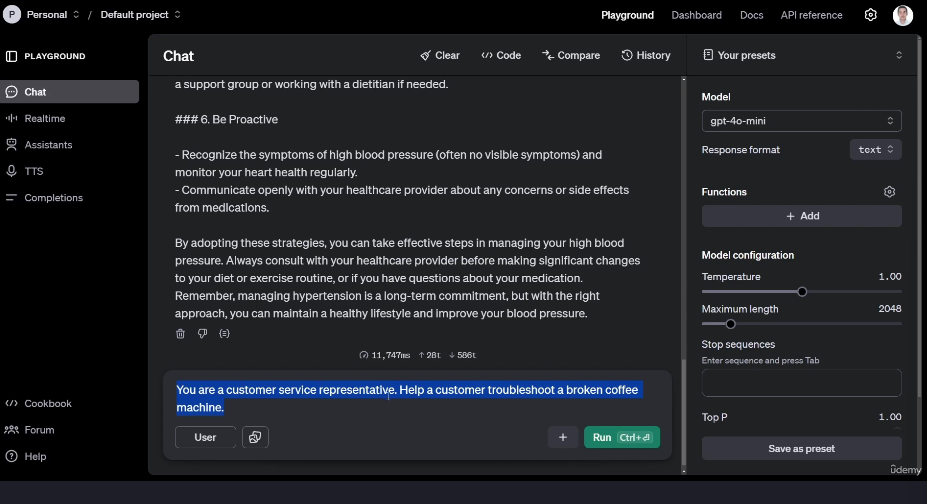 P Personal / Default project
Playground Dashboard Docs API reference
PLAYGROUND
Chat
Realtime
Assistants
TTS
Completions
Cookbook
Forum
Help
Chat
Clear Code Compare History
a support group or working with a dietitian if needed.
### 6. Be Proactive
- Recognize the symptoms of high blood pressure (often no visible symptoms) and
monitor your heart health regularly.
- Communicate openly with your healthcare provider about any concerns or side effects
from medications.
By adopting these strategies, you can take effective steps in managing your high blood
pressure. Always consult with your healthcare provider before making significant changes
to your diet or exercise routine, or if you have questions about your medication.
Remember, managing hypertension is a long-term commitment, but with the right
approach, you can maintain a healthy lifestyle and improve your blood pressure.
11,747ms ↑28t ↓586t
You are a customer service representative. Help a customer troubleshoot a broken coffee
machine.
User
+ Run Ctrl+⏎
Your presets
Model
gpt-4o-mini
Response format text
Functions
+ Add
Model configuration
Temperature 1.00
Maximum length 2048
Stop sequences
Enter sequence and press Tab
Top P 1.00
Save as preset
ûdemy